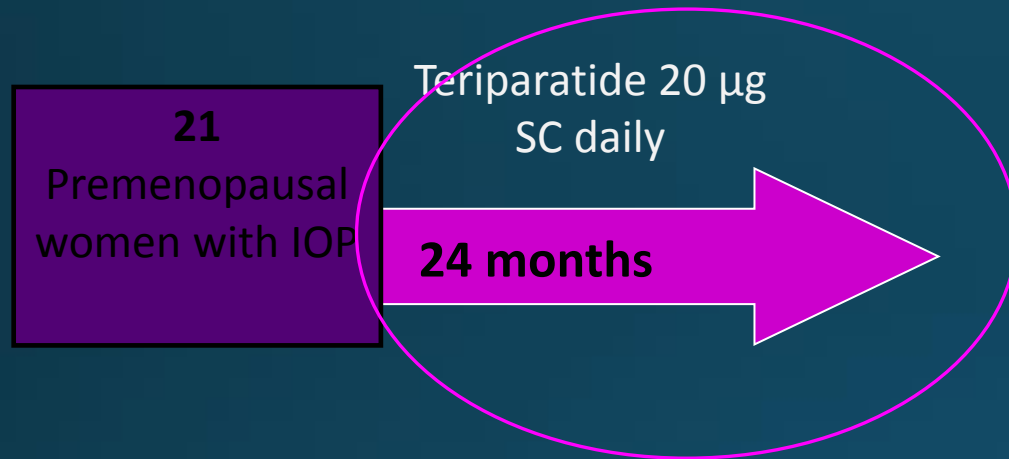 21
Premenopausal
women with IOP
Teriparatide 20 µg
SC daily
24 months